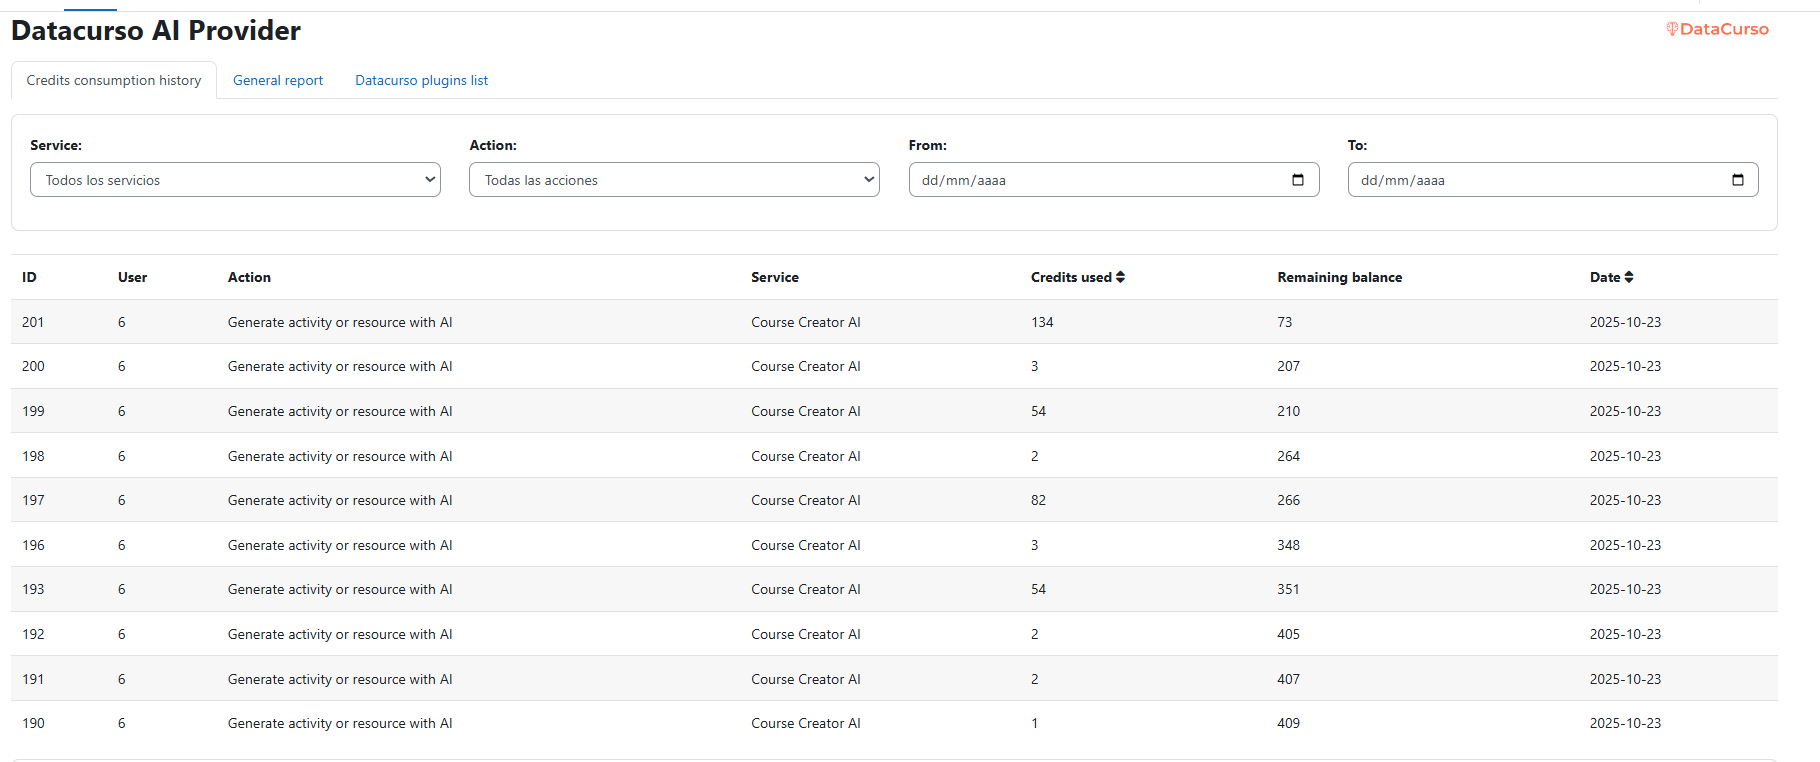 Datacurso AI Provider
DataCurso
Credits consumption history General report Datacurso plugins list
Service: Action: From: To:
Todos los servicios Todas las acciones dd/mm/aaaa dd/mm/aaaa
ID User Action Service Credits used Remaining balance Date
201 6 Generate activity or resource with AI Course Creator AI 134 73 2025-10-23
200 6 Generate activity or resource with AI Course Creator AI 3 207 2025-10-23
199 6 Generate activity or resource with AI Course Creator AI 54 210 2025-10-23
198 6 Generate activity or resource with AI Course Creator AI 2 264 2025-10-23
197 6 Generate activity or resource with AI Course Creator AI 82 266 2025-10-23
196 6 Generate activity or resource with AI Course Creator AI 3 348 2025-10-23
193 6 Generate activity or resource with AI Course Creator AI 54 351 2025-10-23
192 6 Generate activity or resource with AI Course Creator AI 2 405 2025-10-23
191 6 Generate activity or resource with AI Course Creator AI 2 407 2025-10-23
190 6 Generate activity or resource with AI Course Creator AI 1 409 2025-10-23